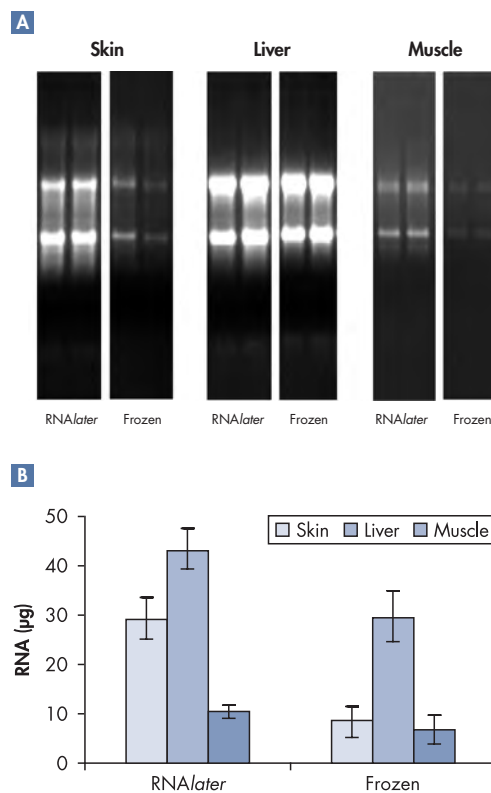 A
Skin Liver Muscle
RNAlater Frozen RNAlater Frozen RNAlater Frozen
B
50
40
30
20
10
0
RNA (µg)
Skin Liver Muscle
RNAlater Frozen